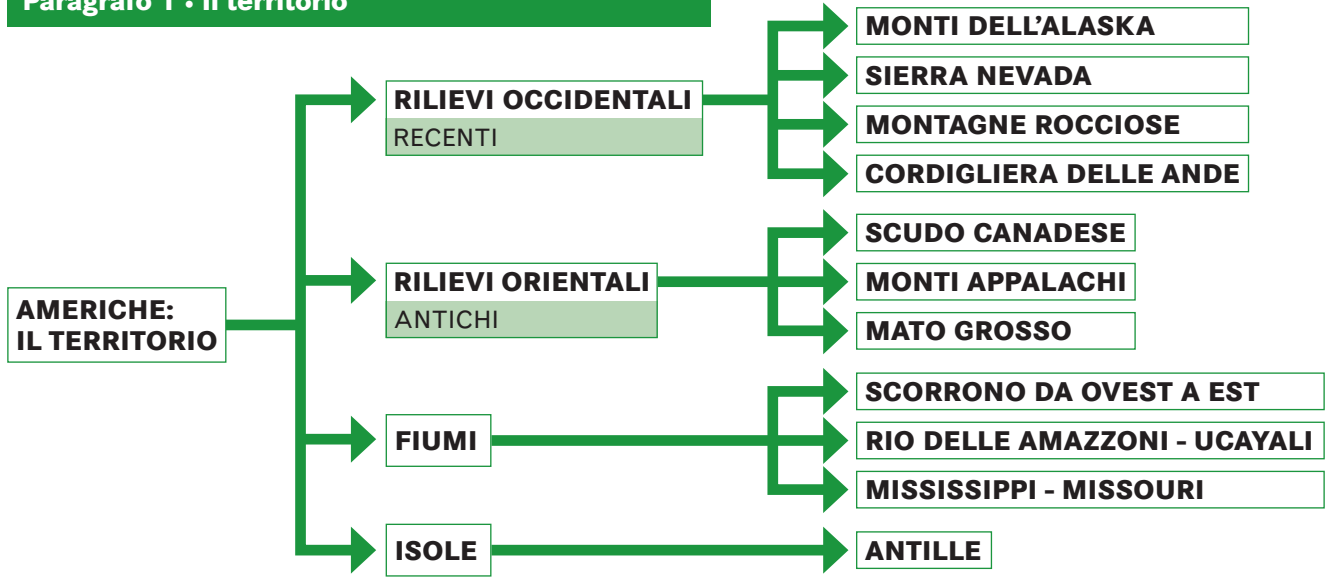 Paragrafo 1 • Il territorio
AMERICHE:
IL TERRITORIO
RILIEVI OCCIDENTALI
RECENTI
MONTI DELL'ALASKA
SIERRA NEVADA
MONTAGNE ROCCIOSE
CORDIGLIERA DELLE ANDE
RILIEVI ORIENTALI
ANTICHI
SCUDO CANADESE
MONTI APPALACHI
MATO GROSSO
FIUMI
SCORRONO DA OVEST A EST
RIO DELLE AMAZZONI - UCAYALI
MISSISSIPPI - MISSOURI
ISOLE
ANTILLE